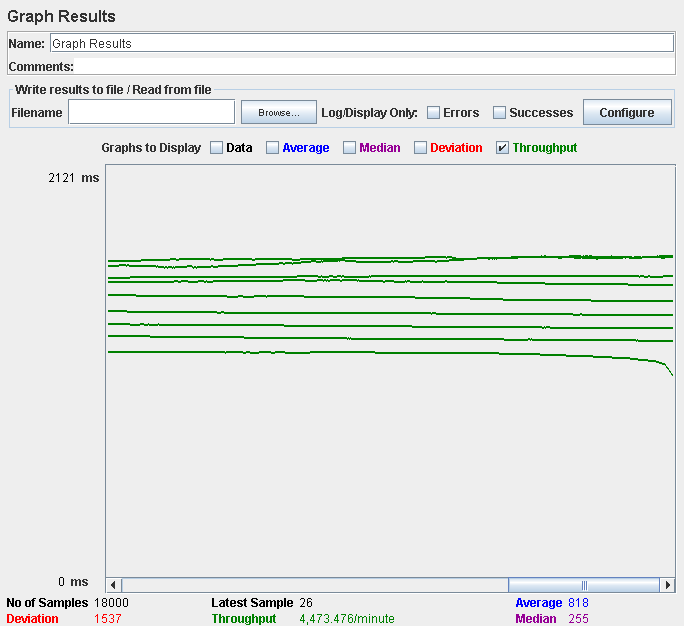 Graph Results
Name: Graph Results
Comments:
Write results to file / Read from file
Filename Browse... Log/Display Only: Errors Successes Configure
Graphs to Display Data Average Median Deviation Throughput
2121 ms
0 ms
No of Samples 18000 Latest Sample 26 Average 818
Deviation 1537 Throughput 4,473.476/minute Median 255